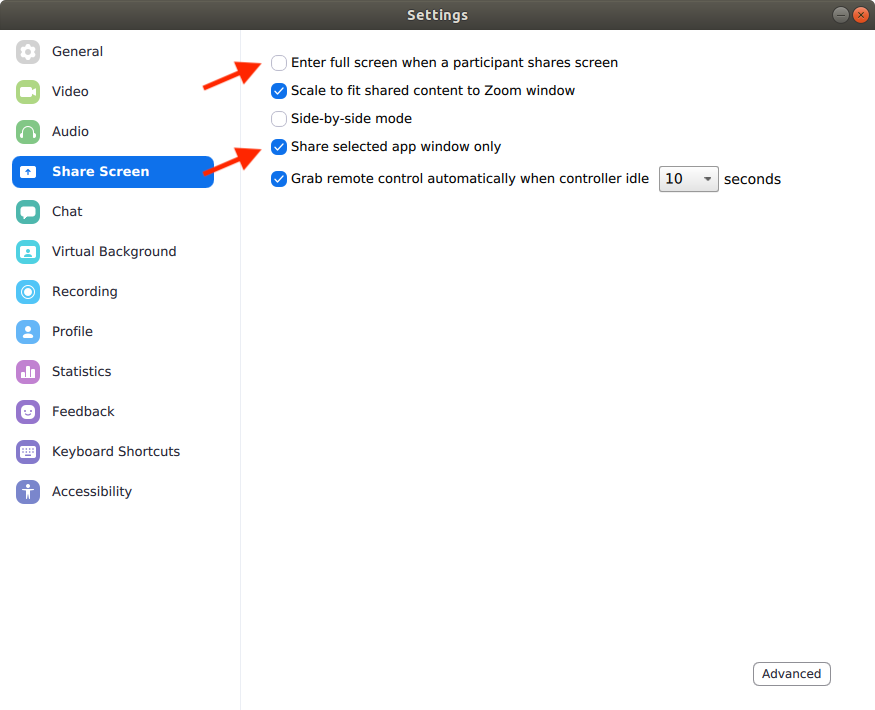 Settings
General
Video
Audio
Share Screen
Chat
Virtual Background
Recording
Profile
Statistics
Feedback
Keyboard Shortcuts
Accessibility
Enter full screen when a participant shares screen
Scale to fit shared content to Zoom window
Side-by-side mode
Share selected app window only
Grab remote control automatically when controller idle 10 seconds
Advanced